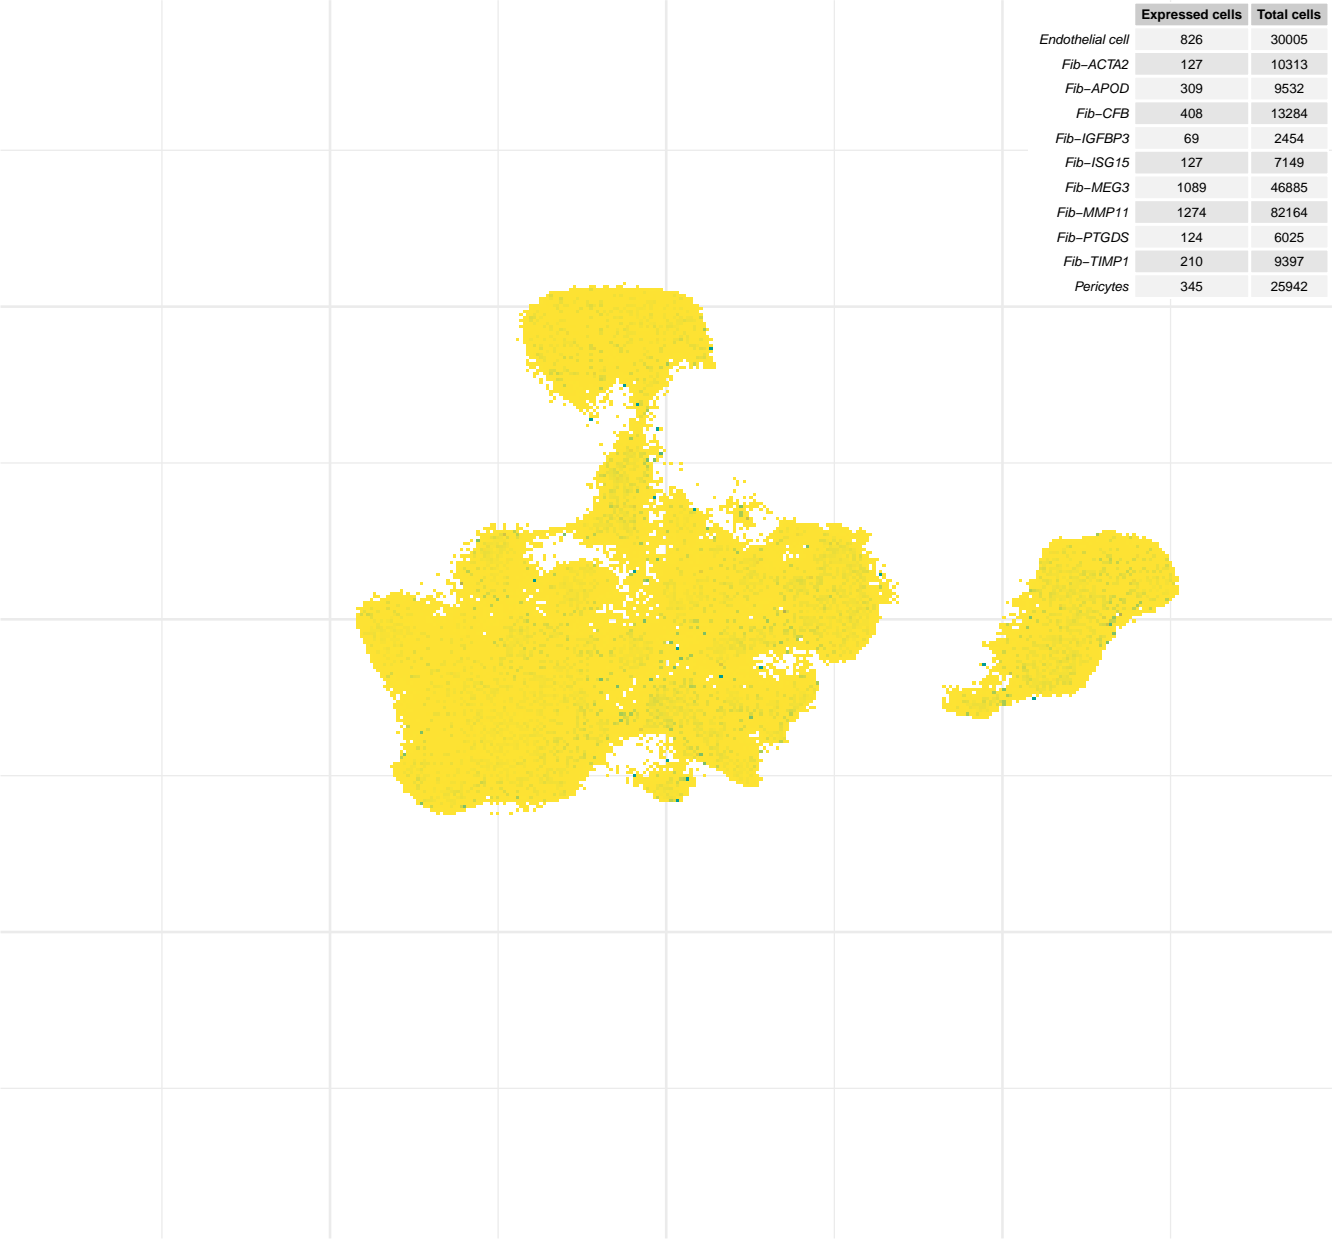 Expressed cells Total cells
Endothelial cell 826 30005
Fib−ACTA2 127 10313
Fib−APOD 309 9532
Fib−CFB 408 13284
Fib−IGFBP3 69 2454
Fib−ISG15 127 7149
Fib−MEG3 1089 46885
Fib−MMP11 1274 82164
Fib−PTGDS 124 6025
Fib−TIMP1 210 9397
Pericytes 345 25942